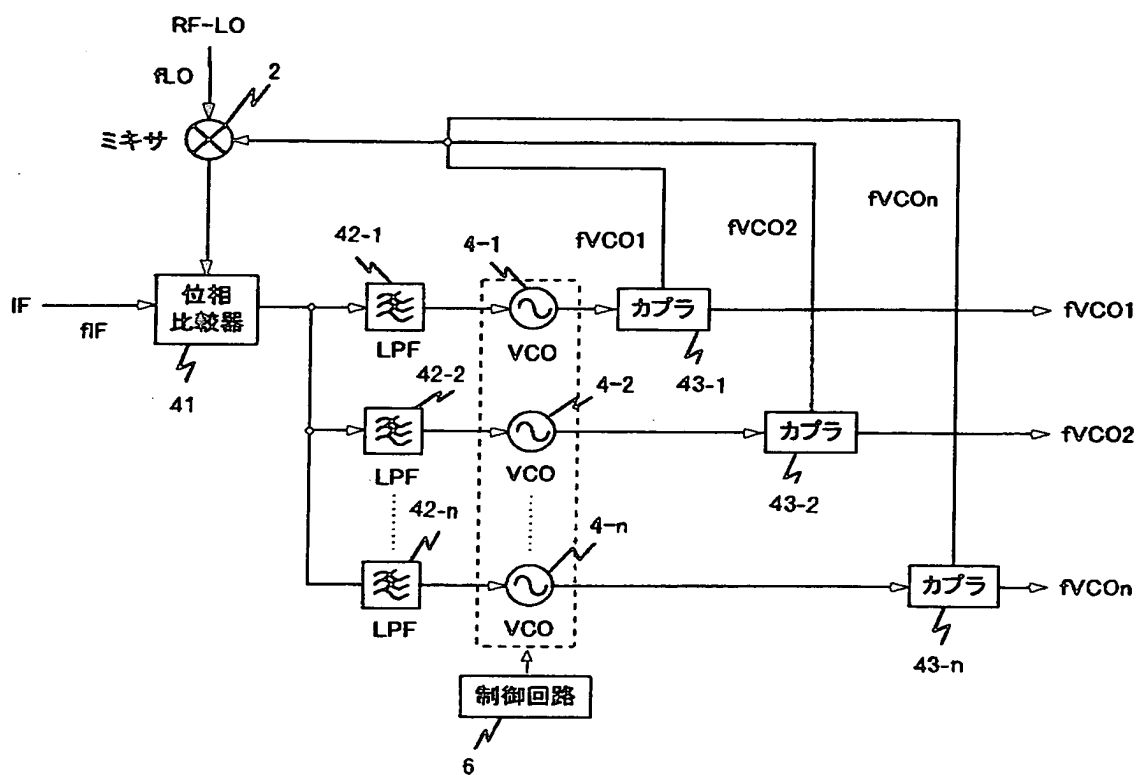 RF-LO
fLO
2
ミキサ
fVCOn
fVCO2
fVCO1
42-1
4-1
IF
fIF
位相
比較器
カプラ
fVCO1
LPF
VCO
43-1
41
42-2
4-2
カプラ
fVCO2
LPF
VCO
43-2
42-n
4-n
カプラ
fVCOn
LPF
VCO
43-n
制御回路
6